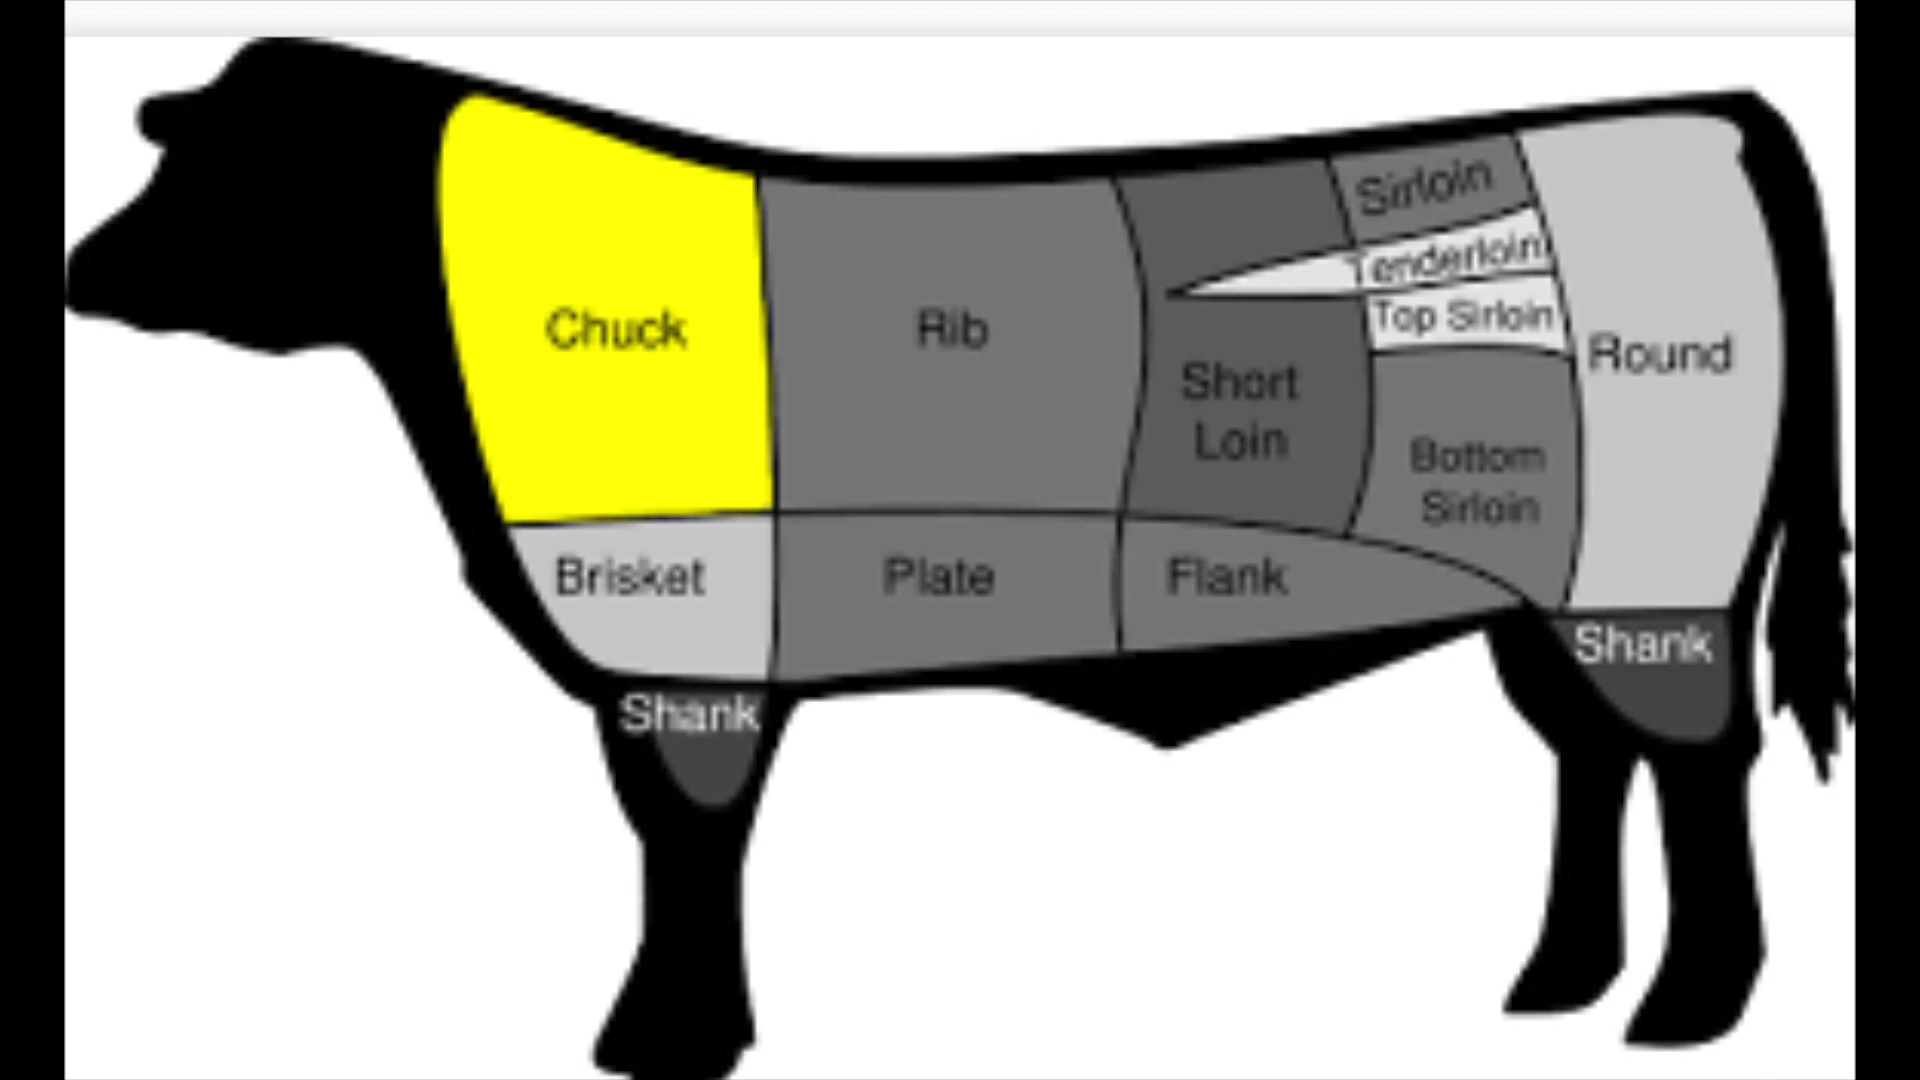 Sirloin
Tenderloin
Top Sirloin
Chuck
Rib
Round
Short
Loin
Bottom
Sirloin
Brisket
Plate
Flank
Shank
Shank